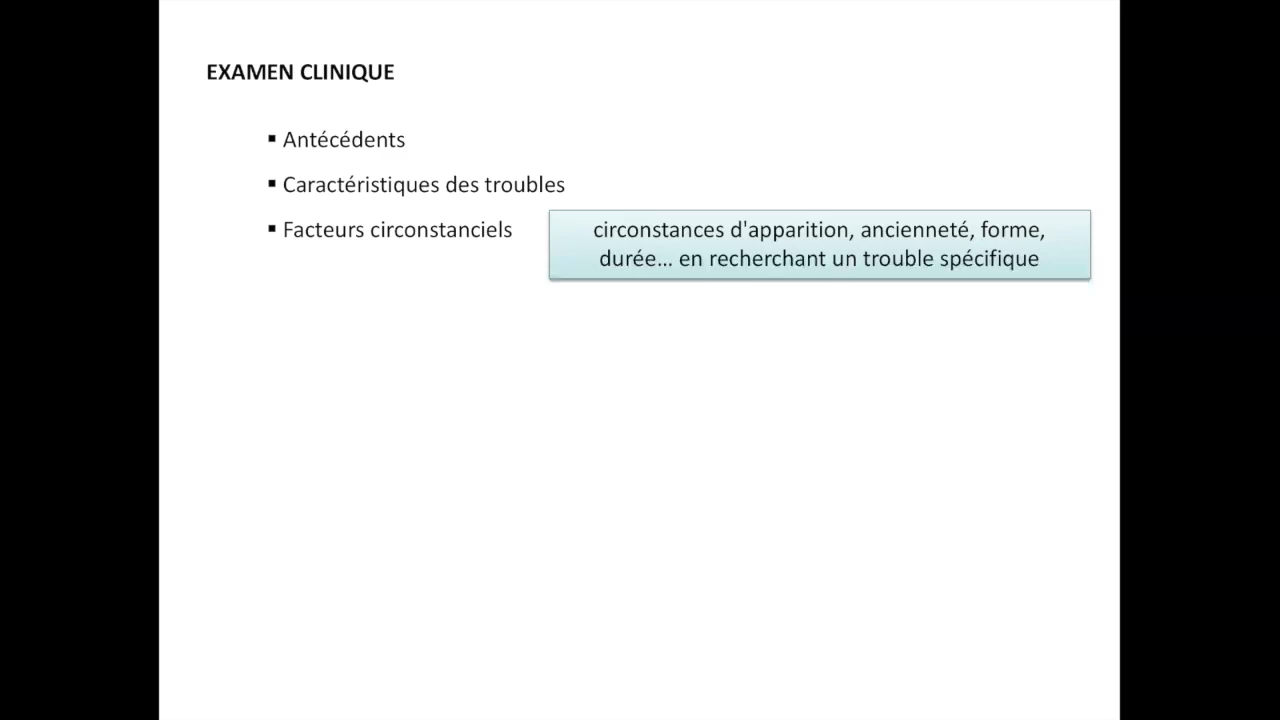 EXAMEN CLINIQUE
▪ Antécédents
▪ Caractéristiques des troubles
▪ Facteurs circonstanciels
circonstances d'apparition, ancienneté, forme,
durée... en recherchant un trouble spécifique